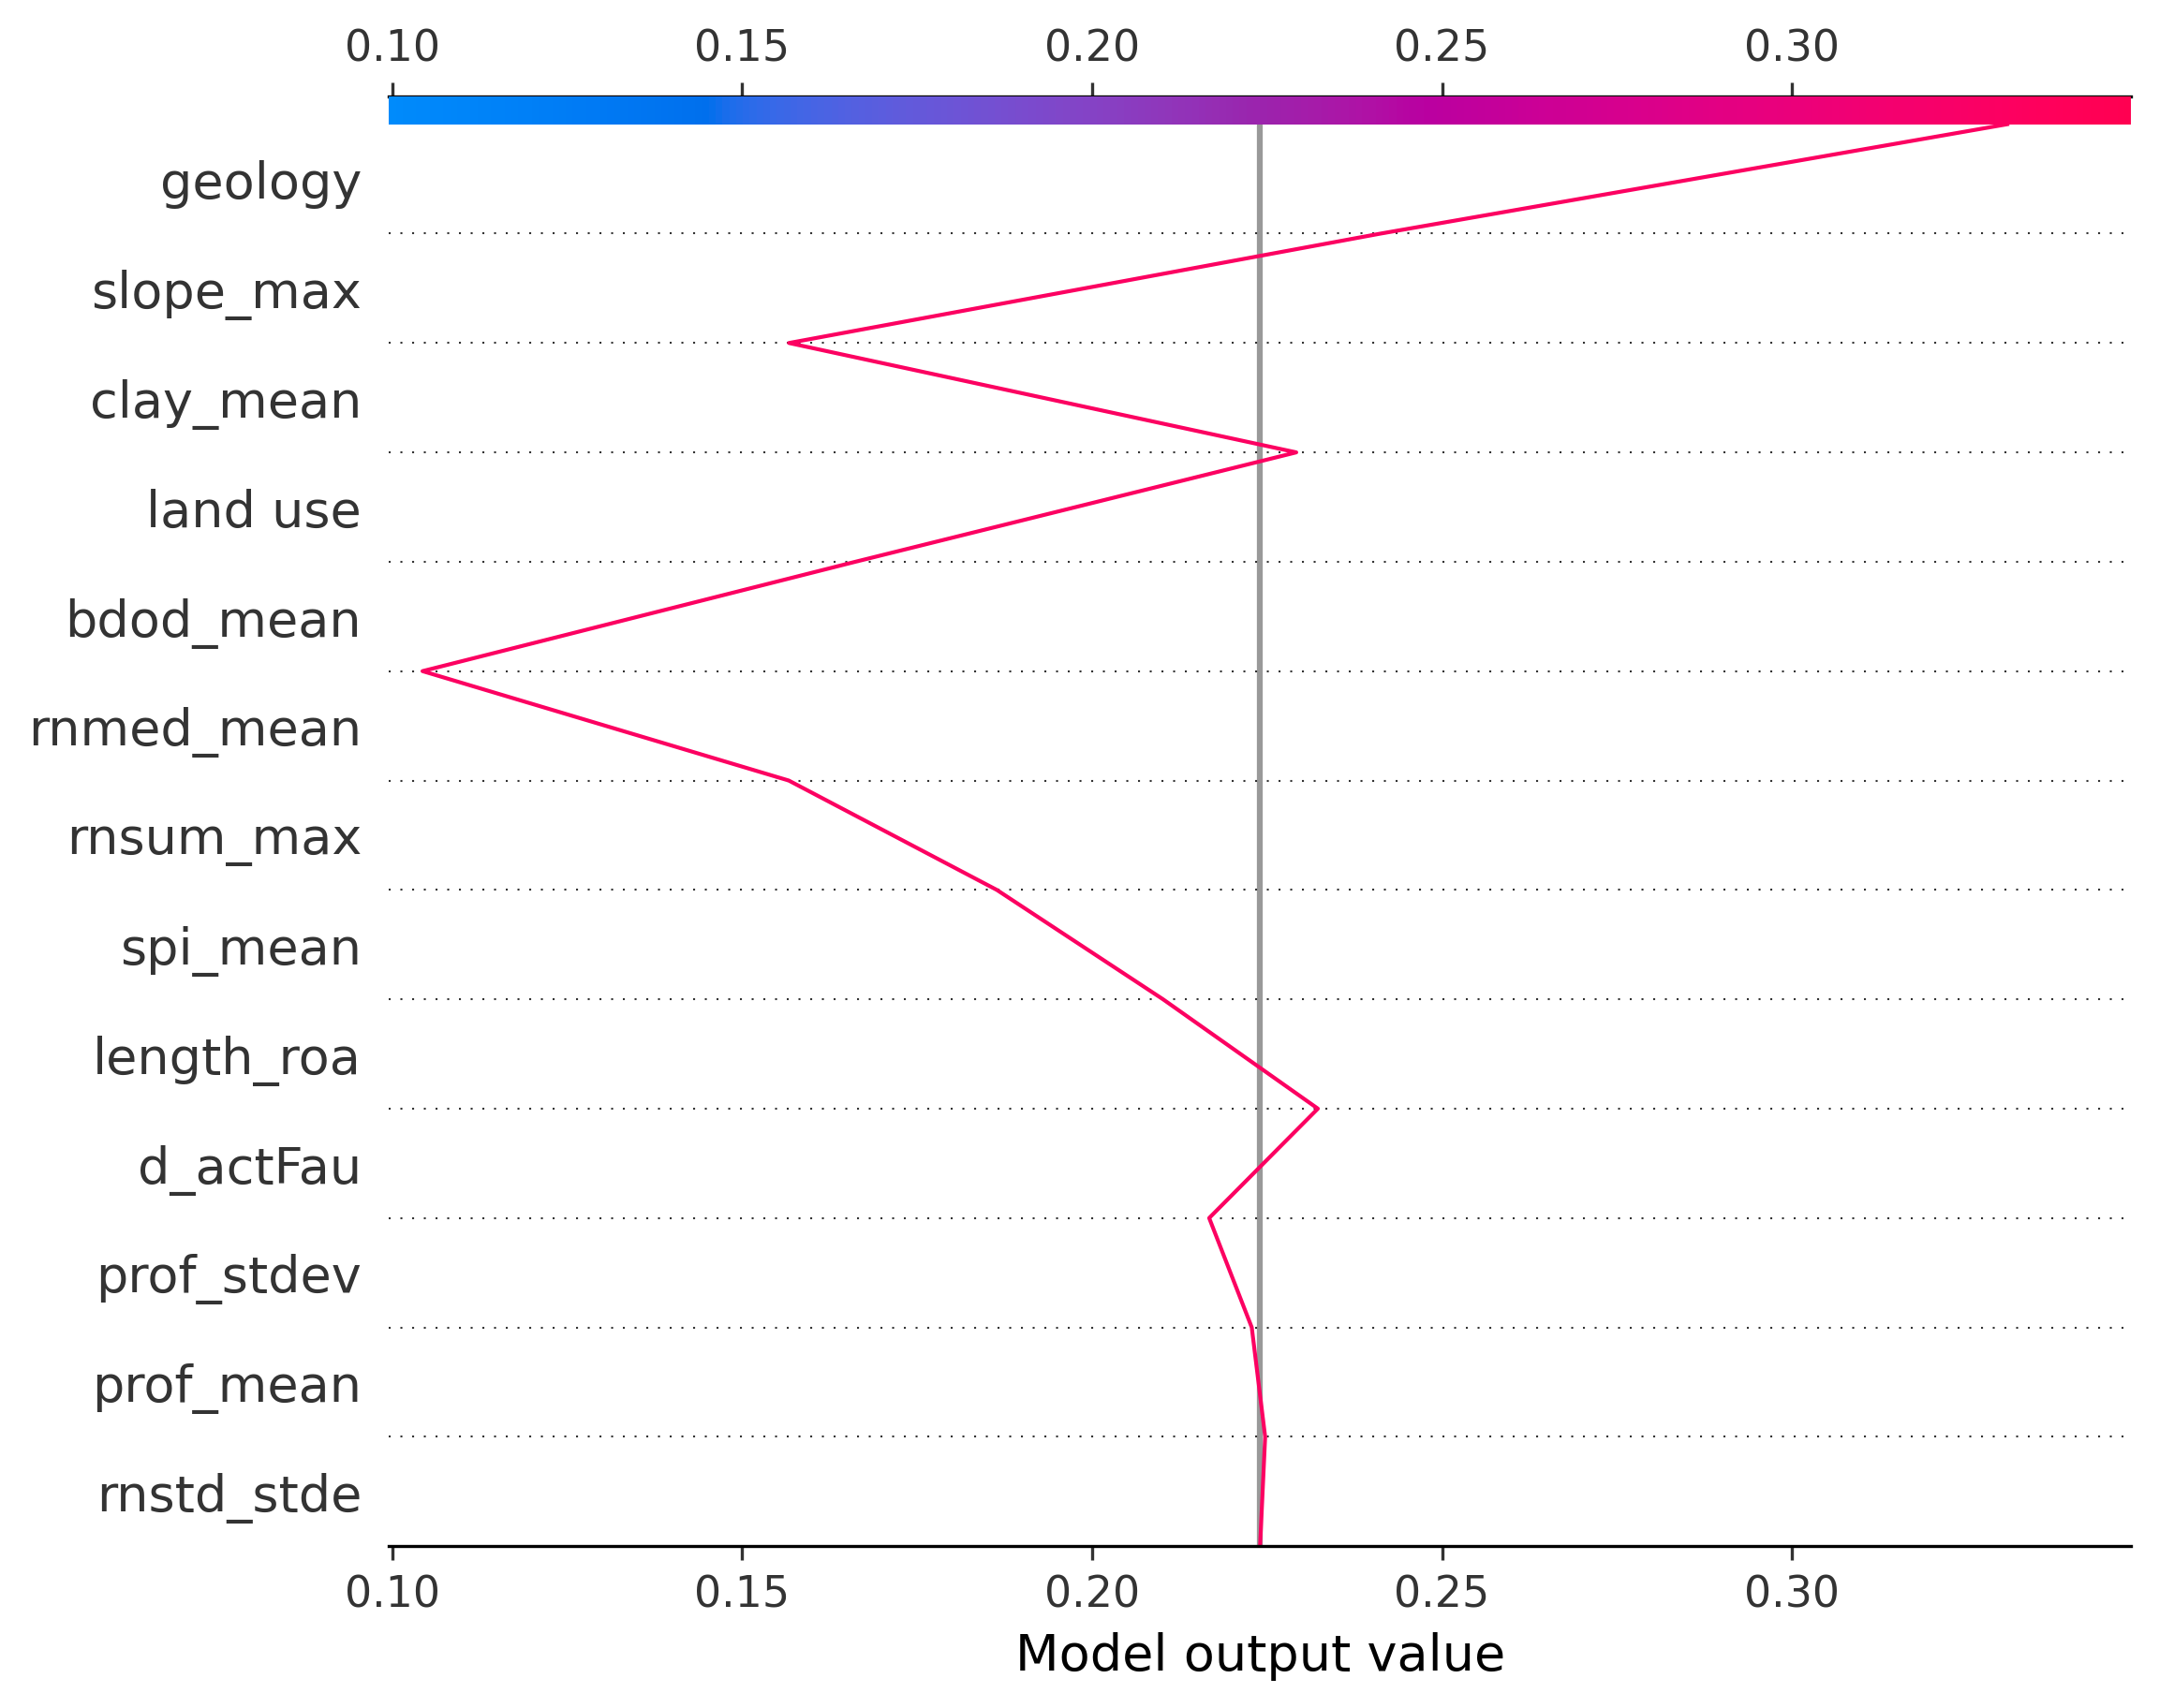 0.10 0.15 0.20 0.25 0.30
geology
slope_max
clay_mean
land use
bdod_mean
rnmed_mean
rnsum_max
spi_mean
length_roa
d_actFau
prof_stdev
prof_mean
rnstd_stde
0.10 0.15 0.20 0.25 0.30
Model output value